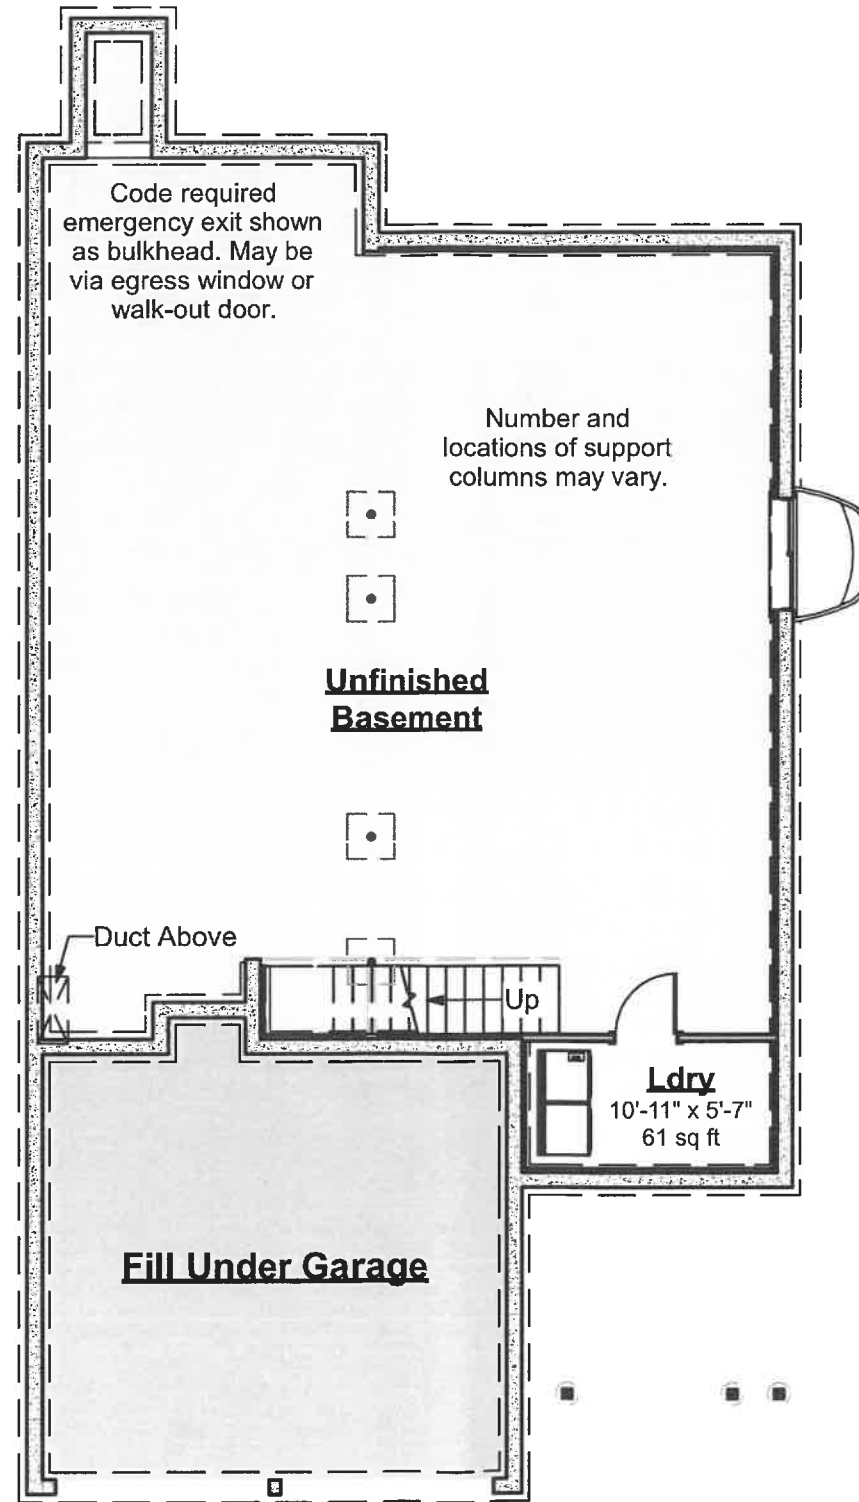 Code required
emergency exit shown
as bulkhead. May be
via egress window or
walk-out door.
Number and
locations of support
columns may vary.
Unfinished
Basement
Duct Above
Up
Ldry
10'-11" x 5'-7"
61 sq ft
Fill Under Garage